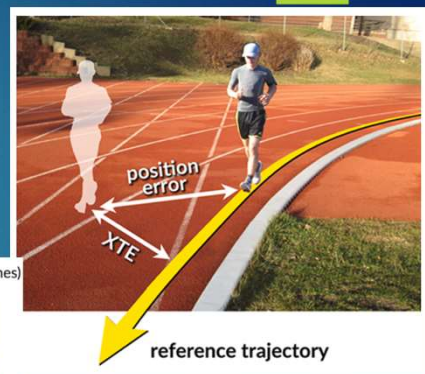 position
error
XTE
nes)
reference trajectory